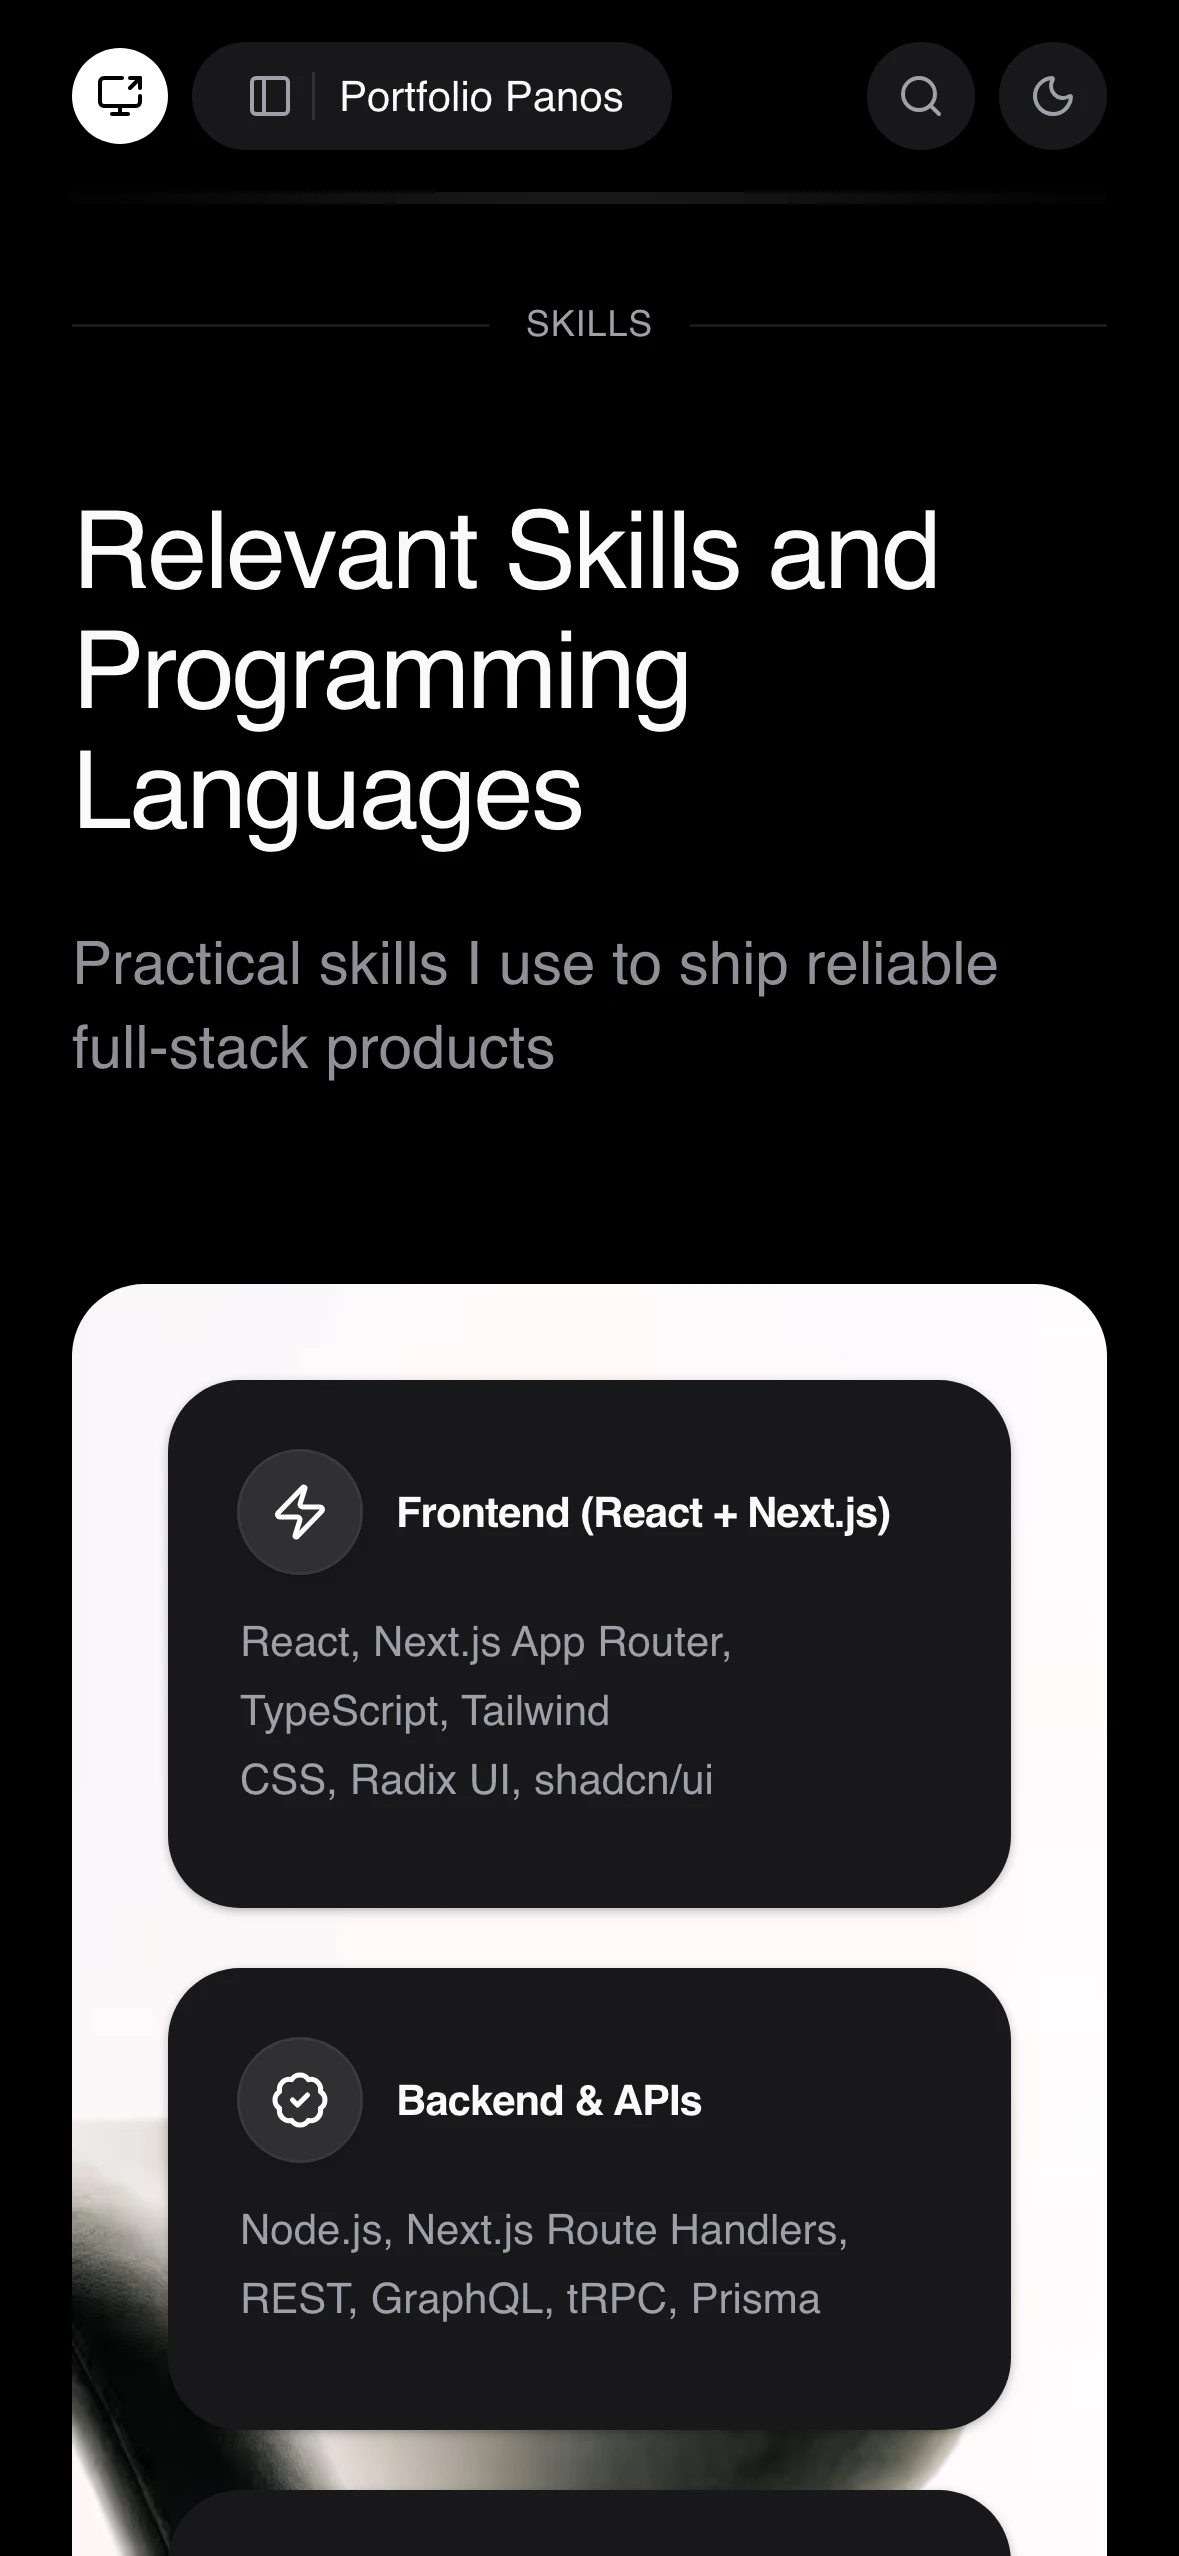 Portfolio Panos
SKILLS
Relevant Skills and
Programming
Languages
Practical skills I use to ship reliable
full-stack products
Frontend (React + Next.js)
React, Next.js App Router,
TypeScript, Tailwind
CSS, Radix UI, shadcn/ui
Backend & APIs
Node.js, Next.js Route Handlers,
REST, GraphQL, tRPC, Prisma